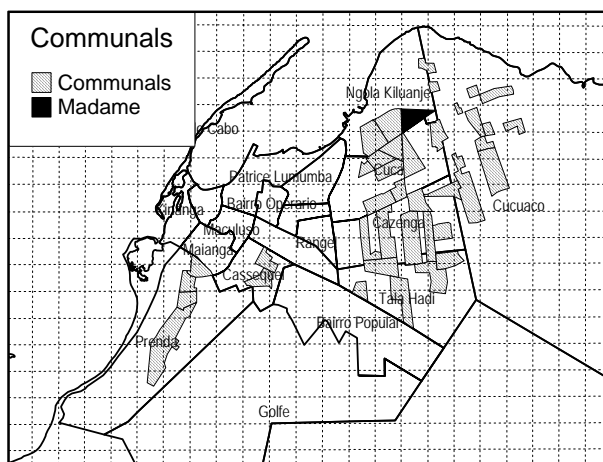 Communals
Communals
Madame
Ngola Kiluanje
Cabo
Cuca
Patrice Lumumba
Bairro Operario
Kinanga
Cucuaco
Cazenga
Maculuso
Rangel
Maianga
Cassequel
Tala Hadi
Bairro Popular
Prenda
Golfe